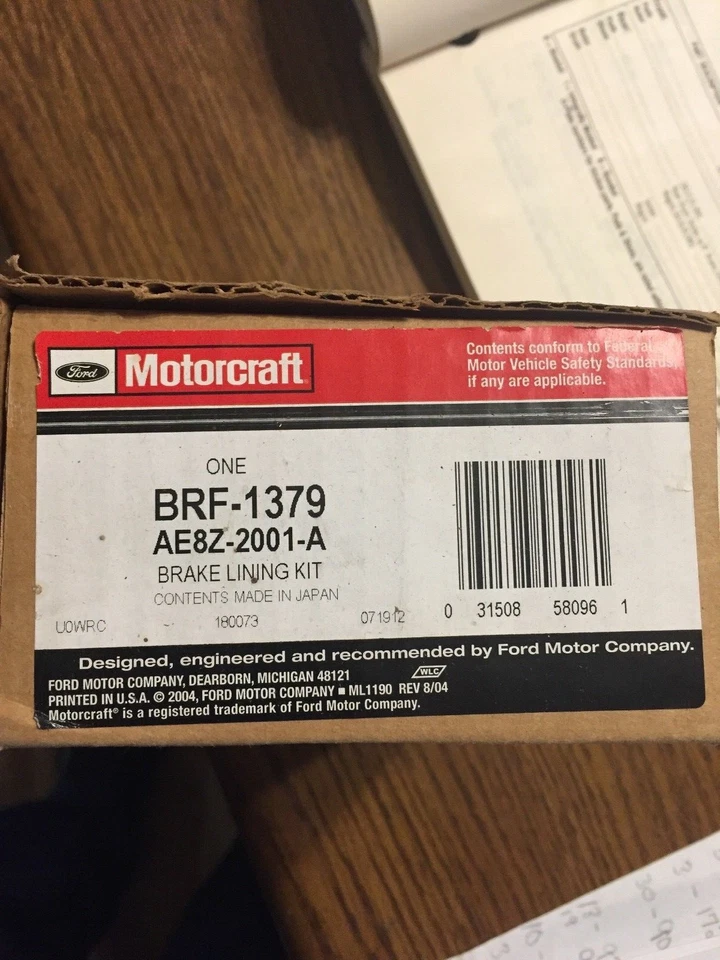 Ford Motorcraft
Contents conform to Federal
Motor Vehicle Safety Standards,
if any are applicable.
ONE
BRF-1379
AE8Z-2001-A
BRAKE LINING KIT
CONTENTS MADE IN JAPAN
U0WRC 180073 071912
0 31508 58096 1
Designed, engineered and recommended by Ford Motor Company.
FORD MOTOR COMPANY, DEARBORN, MICHIGAN 48121
WLC
PRINTED IN U.S.A. © 2004, FORD MOTOR COMPANY ■ ML1190 REV 8/04
Motorcraft® is a registered trademark of Ford Motor Company.